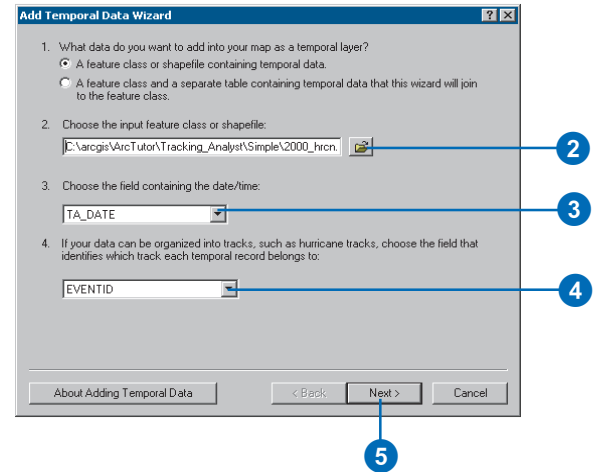 Add Temporal Data Wizard
1. What data do you want to add into your map as a temporal layer?
A feature class or shapefile containing temporal data.
A feature class and a separate table containing temporal data that this wizard will join
to the feature class.
2. Choose the input feature class or shapefile:
C:\arcgis\ArcTutor\Tracking_Analyst\Simple\2000_hrcn.
2
3. Choose the field containing the date/time:
TA_DATE
3
4. If your data can be organized into tracks, such as hurricane tracks, choose the field that
identifies which track each temporal record belongs to:
EVENTID
4
About Adding Temporal Data
< Back
Next >
Cancel
5